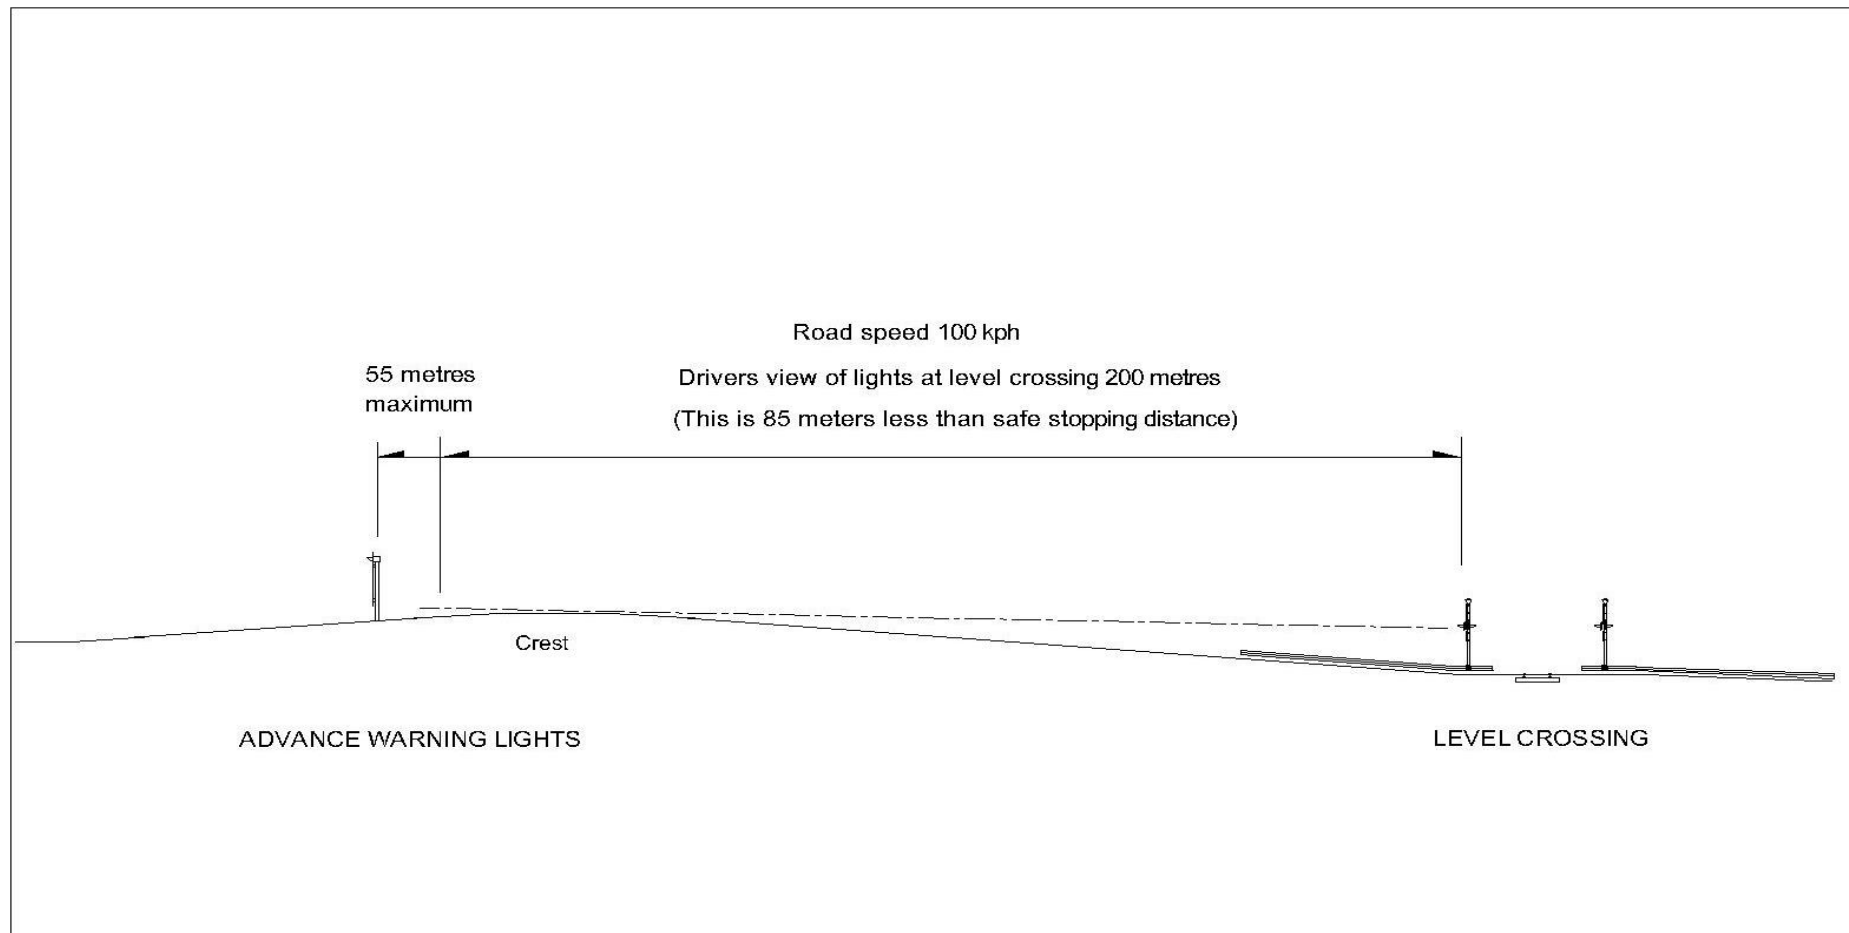 Road speed 100 kph
55 metres
maximum
Drivers view of lights at level crossing 200 metres
(This is 85 meters less than safe stopping distance)
Crest
ADVANCE WARNING LIGHTS
LEVEL CROSSING